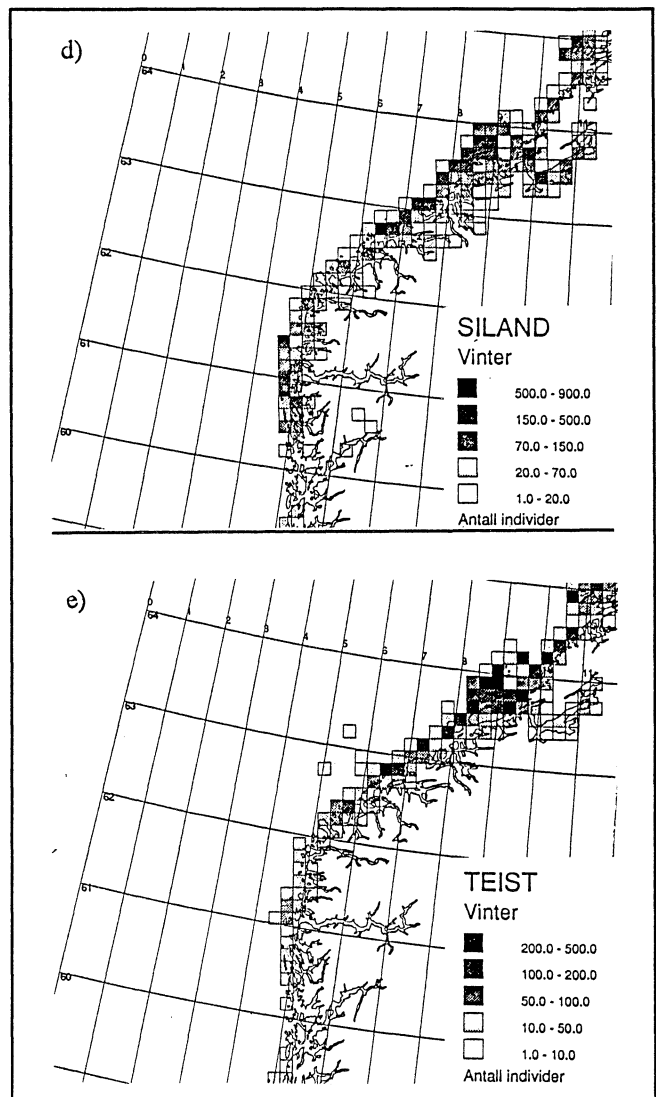 d)
0
64
1
2
3
4
5
6
7
8
63
62
61
60
SILAND
Vinter
500.0 - 900.0
150.0 - 500.0
70.0 - 150.0
20.0 - 70.0
1.0 - 20.0
Antall individer
e)
0
64
1
2
3
4
5
6
7
8
63
62
61
60
TEIST
Vinter
200.0 - 500.0
100.0 - 200.0
50.0 - 100.0
10.0 - 50.0
1.0 - 10.0
Antall individer